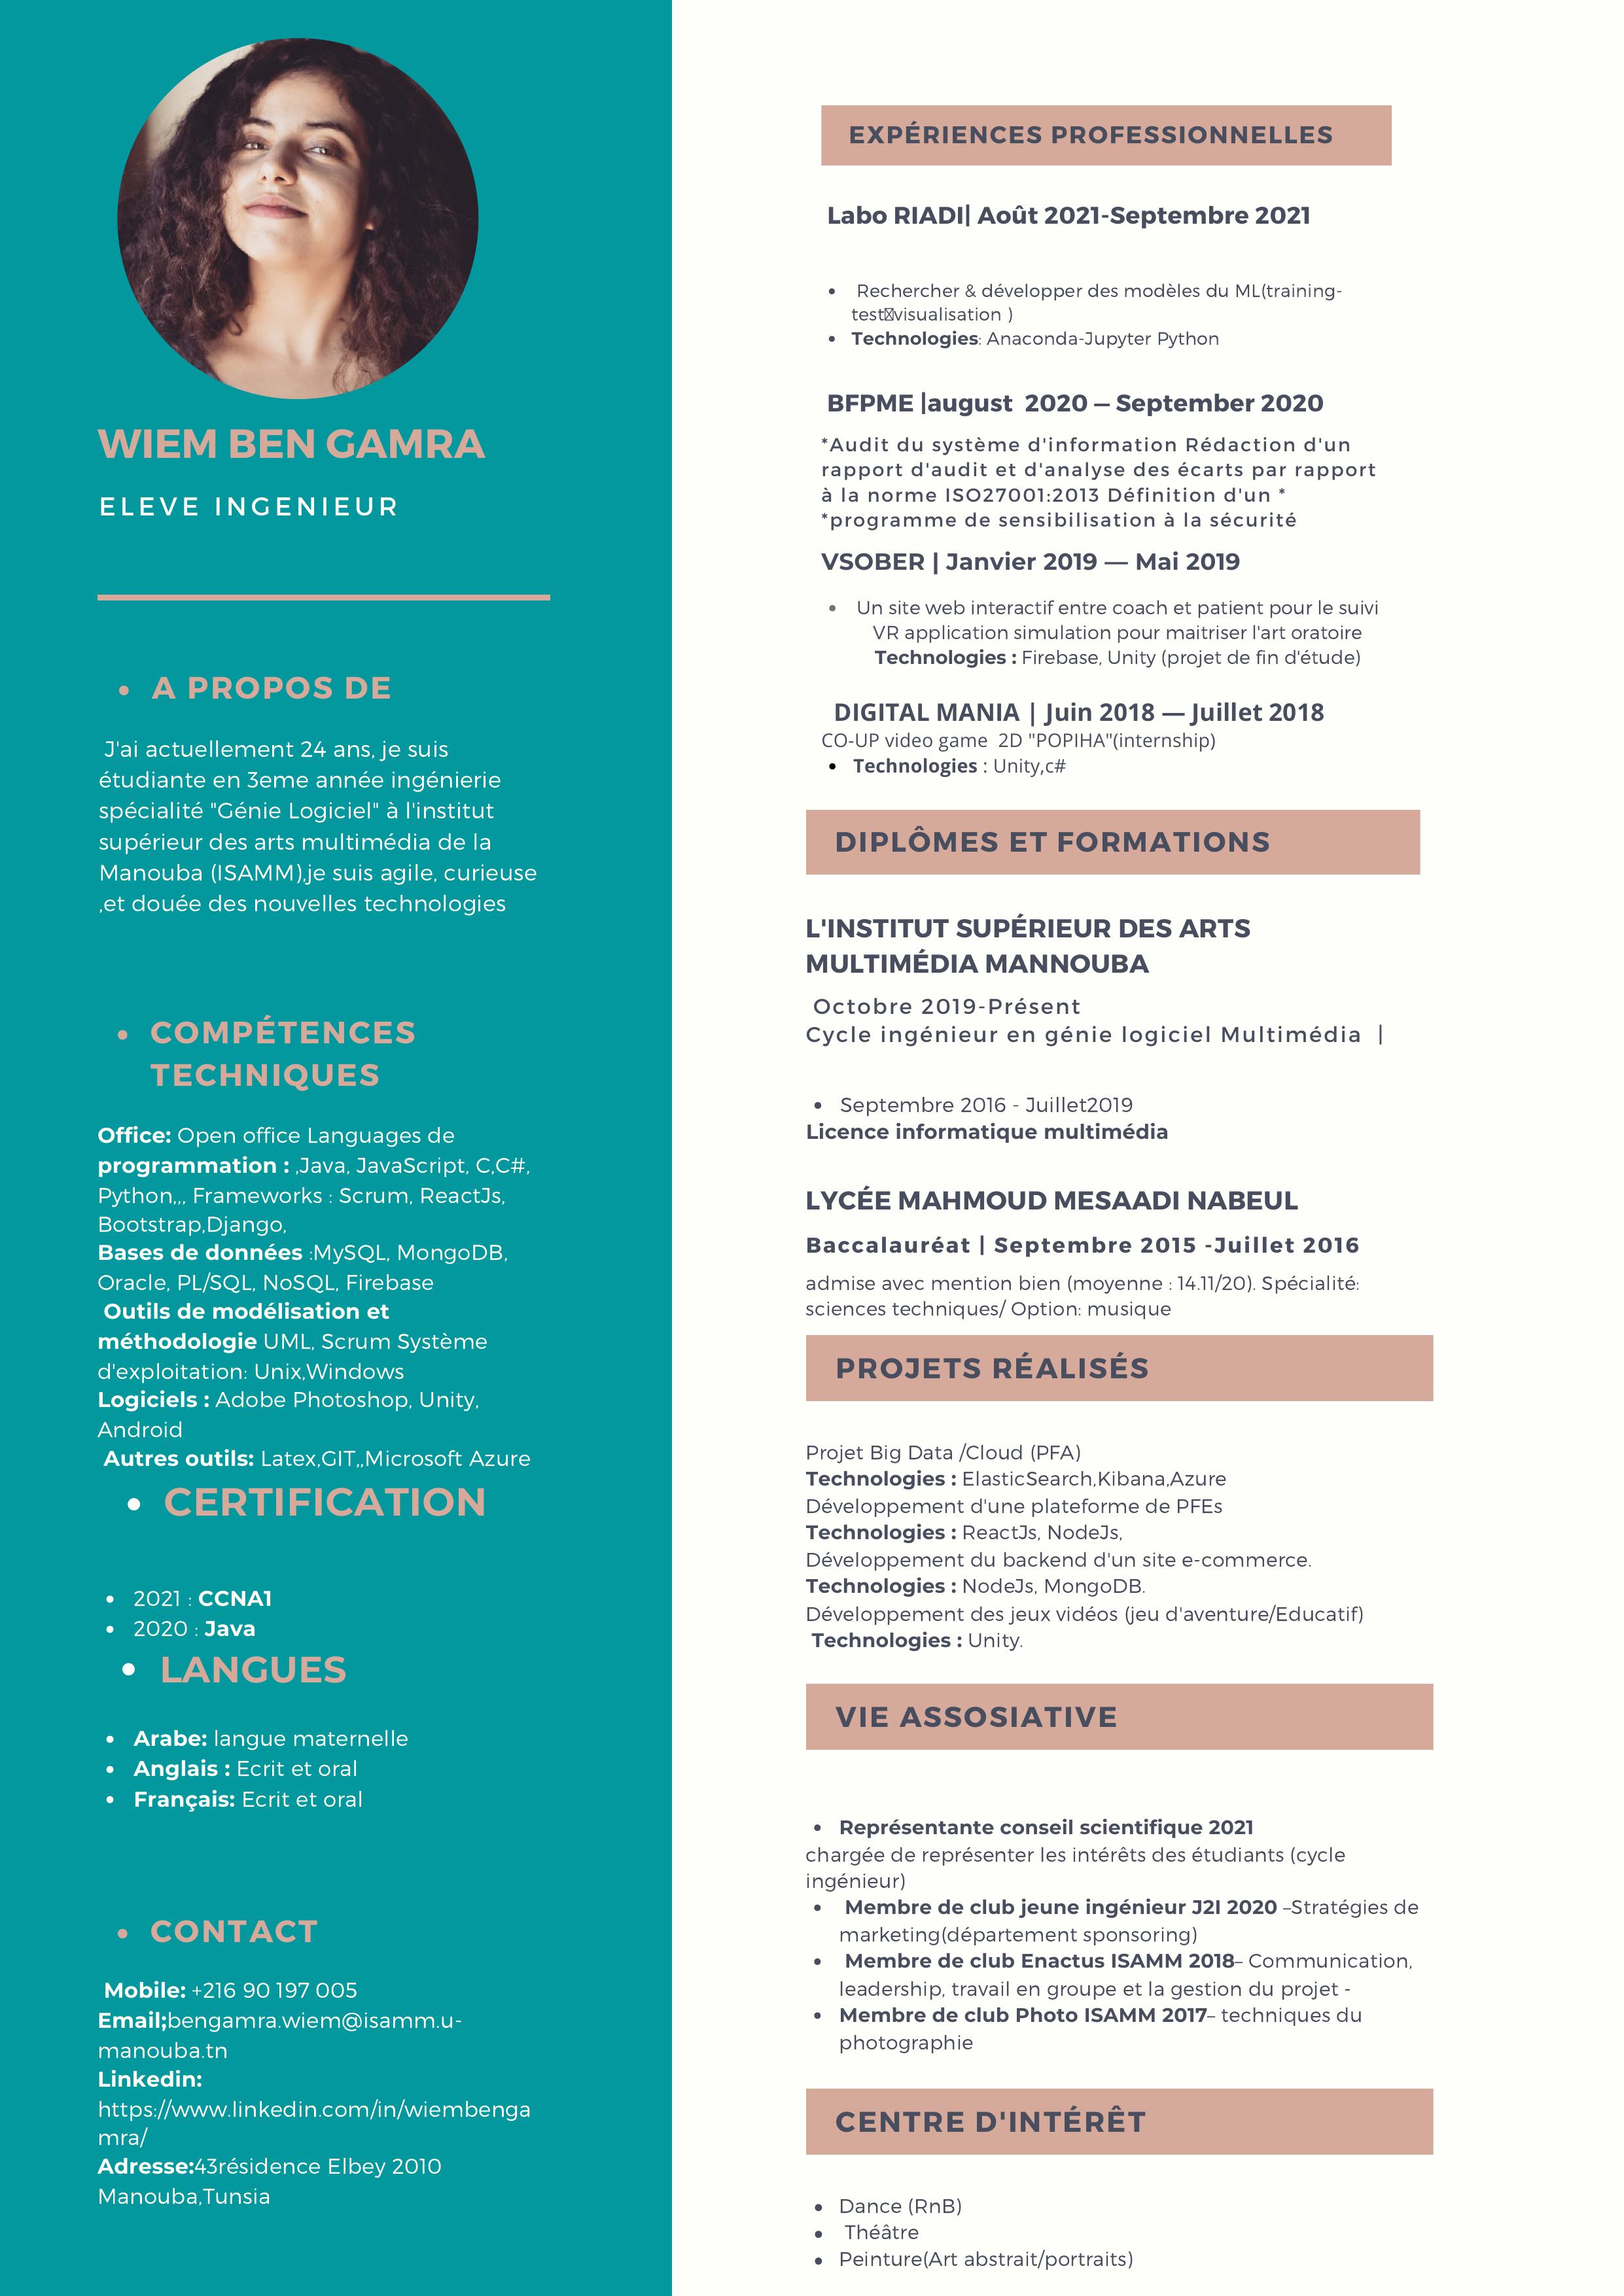 WIEM BEN GAMRA
ELEVE INGENIEUR
• A PROPOS DE
J'ai actuellement 24 ans, je suis
étudiante en 3eme année ingénierie
spécialité "Génie Logiciel" à l'institut
supérieur des arts multimédia de la
Manouba (ISAMM),je suis agile, curieuse
,et douée des nouvelles technologies
• COMPÉTENCES
TECHNIQUES
Office: Open office Languages de
programmation : ,Java, JavaScript, C,C#,
Python,,, Frameworks : Scrum, ReactJs,
Bootstrap,Django,
Bases de données :MySQL, MongoDB,
Oracle, PL/SQL, NoSQL, Firebase
Outils de modélisation et
méthodologie UML, Scrum Système
d'exploitation: Unix,Windows
Logiciels : Adobe Photoshop, Unity,
Android
Autres outils: Latex,GIT,,Microsoft Azure
• CERTIFICATION
• 2021 : CCNA1
• 2020 : Java
• LANGUES
• Arabe: langue maternelle
• Anglais : Ecrit et oral
• Français: Ecrit et oral
• CONTACT
Mobile: +216 90 197 005
Email;bengamra.wiem@isamm.u-
manouba.tn
Linkedin:
https://www.linkedin.com/in/wiembenga
mra/
Adresse:43résidence Elbey 2010
Manouba,Tunsia
EXPÉRIENCES PROFESSIONNELLES
Labo RIADI| Août 2021-Septembre 2021
• Rechercher & développer des modèles du ML(training-
test￾visualisation )
• Technologies: Anaconda-Jupyter Python
BFPME |august 2020 — September 2020
*Audit du système d'information Rédaction d'un
rapport d'audit et d'analyse des écarts par rapport
à la norme ISO27001:2013 Définition d'un *
*programme de sensibilisation à la sécurité
VSOBER | Janvier 2019 — Mai 2019
• Un site web interactif entre coach et patient pour le suivi
VR application simulation pour maitriser l'art oratoire
Technologies : Firebase, Unity (projet de fin d'étude)
DIGITAL MANIA | Juin 2018 — Juillet 2018
CO-UP video game 2D "POPIHA"(internship)
• Technologies : Unity,c#
DIPLÔMES ET FORMATIONS
L'INSTITUT SUPÉRIEUR DES ARTS
MULTIMÉDIA MANNOUBA
Octobre 2019-Présent
Cycle ingénieur en génie logiciel Multimédia |
• Septembre 2016 - Juillet2019
Licence informatique multimédia
LYCÉE MAHMOUD MESAADI NABEUL
Baccalauréat | Septembre 2015 -Juillet 2016
admise avec mention bien (moyenne : 14.11/20). Spécialité:
sciences techniques/ Option: musique
PROJETS RÉALISÉS
Projet Big Data /Cloud (PFA)
Technologies : ElasticSearch,Kibana,Azure
Développement d'une plateforme de PFEs
Technologies : ReactJs, NodeJs,
Développement du backend d'un site e-commerce.
Technologies : NodeJs, MongoDB.
Développement des jeux vidéos (jeu d'aventure/Educatif)
Technologies : Unity.
VIE ASSOSIATIVE
• Représentante conseil scientifique 2021
chargée de représenter les intérêts des étudiants (cycle
ingénieur)
• Membre de club jeune ingénieur J2I 2020 –Stratégies de
marketing(département sponsoring)
• Membre de club Enactus ISAMM 2018– Communication,
leadership, travail en groupe et la gestion du projet -
• Membre de club Photo ISAMM 2017– techniques du
photographie
CENTRE D'INTÉRÊT
• Dance (RnB)
• Théâtre
• Peinture(Art abstrait/portraits)